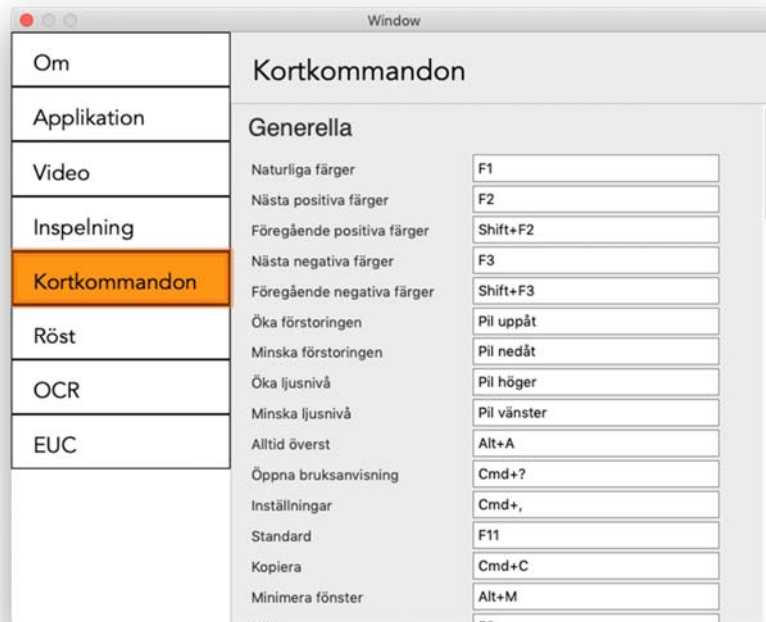 Window
Om
Applikation
Video
Inspelning
Kortkommandon
Röst
OCR
EUC
Kortkommandon
Generella
Naturliga färger F1
Nästa positiva färger F2
Föregående positiva färger Shift+F2
Nästa negativa färger F3
Föregående negativa färger Shift+F3
Öka förstoringen Pil uppåt
Minska förstoringen Pil nedåt
Öka ljusnivå Pil höger
Minska ljusnivå Pil vänster
Alltid överst Alt+A
Öppna bruksanvisning Cmd+?
Inställningar Cmd+,
Standard F11
Kopiera Cmd+C
Minimera fönster Alt+M